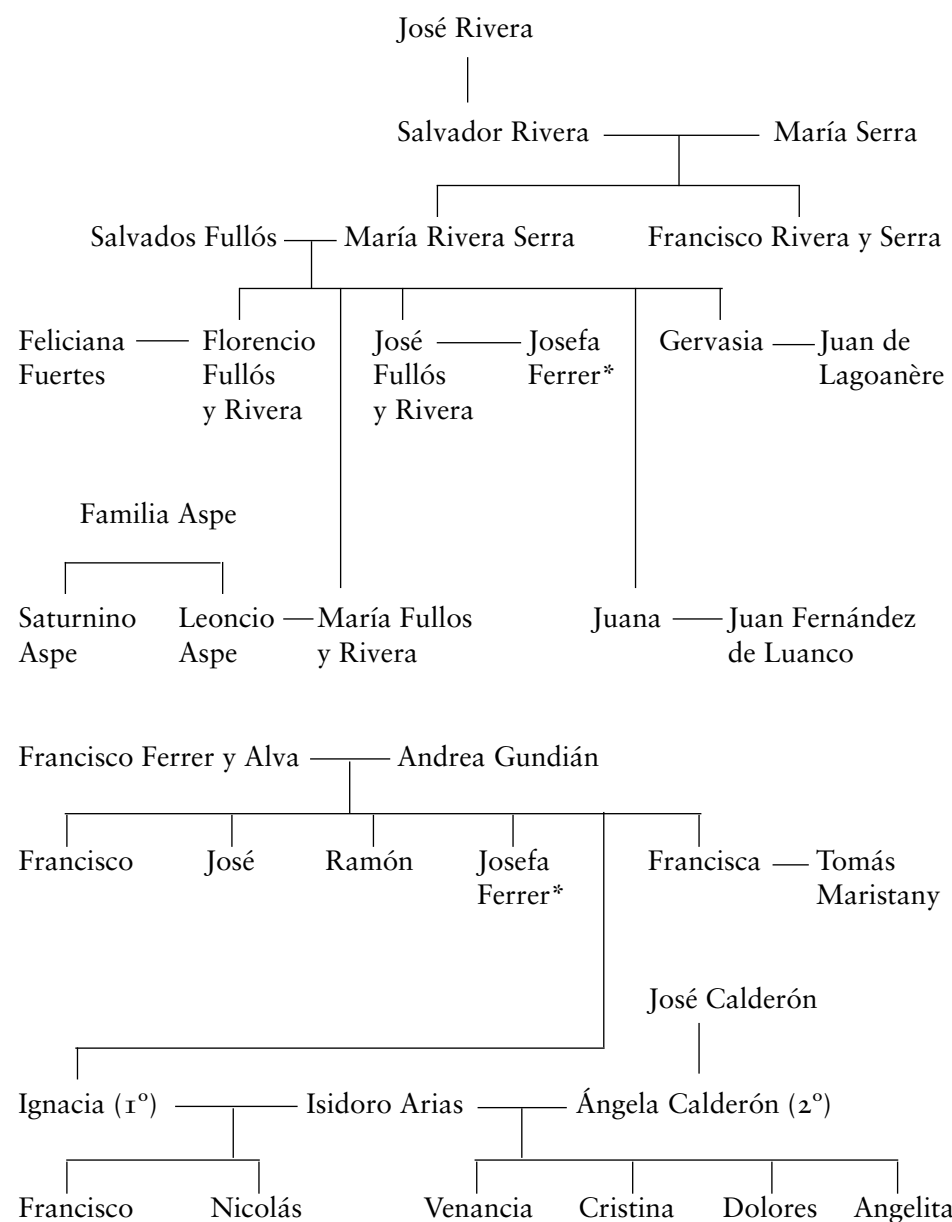 José Rivera
Salvador Rivera María Serra
Salvados Fullós María Rivera Serra Francisco Rivera y Serra
Feliciana Florencio José Josefa Gervasia Juan de
Fuertes Fullós Fullós Ferrer* Lagoanère
y Rivera y Rivera
Familia Aspe
Saturnino Leoncio María Fullos Juana Juan Fernández
Aspe Aspe y Rivera de Luanco
Francisco Ferrer y Alva Andrea Gundián
Francisco José Ramón Josefa Francisca Tomás
Ferrer* Maristany
José Calderón
Ignacia (1º) Isidoro Arias Ángela Calderón (2º)
Francisco Nicolás Venancia Cristina Dolores Angelita